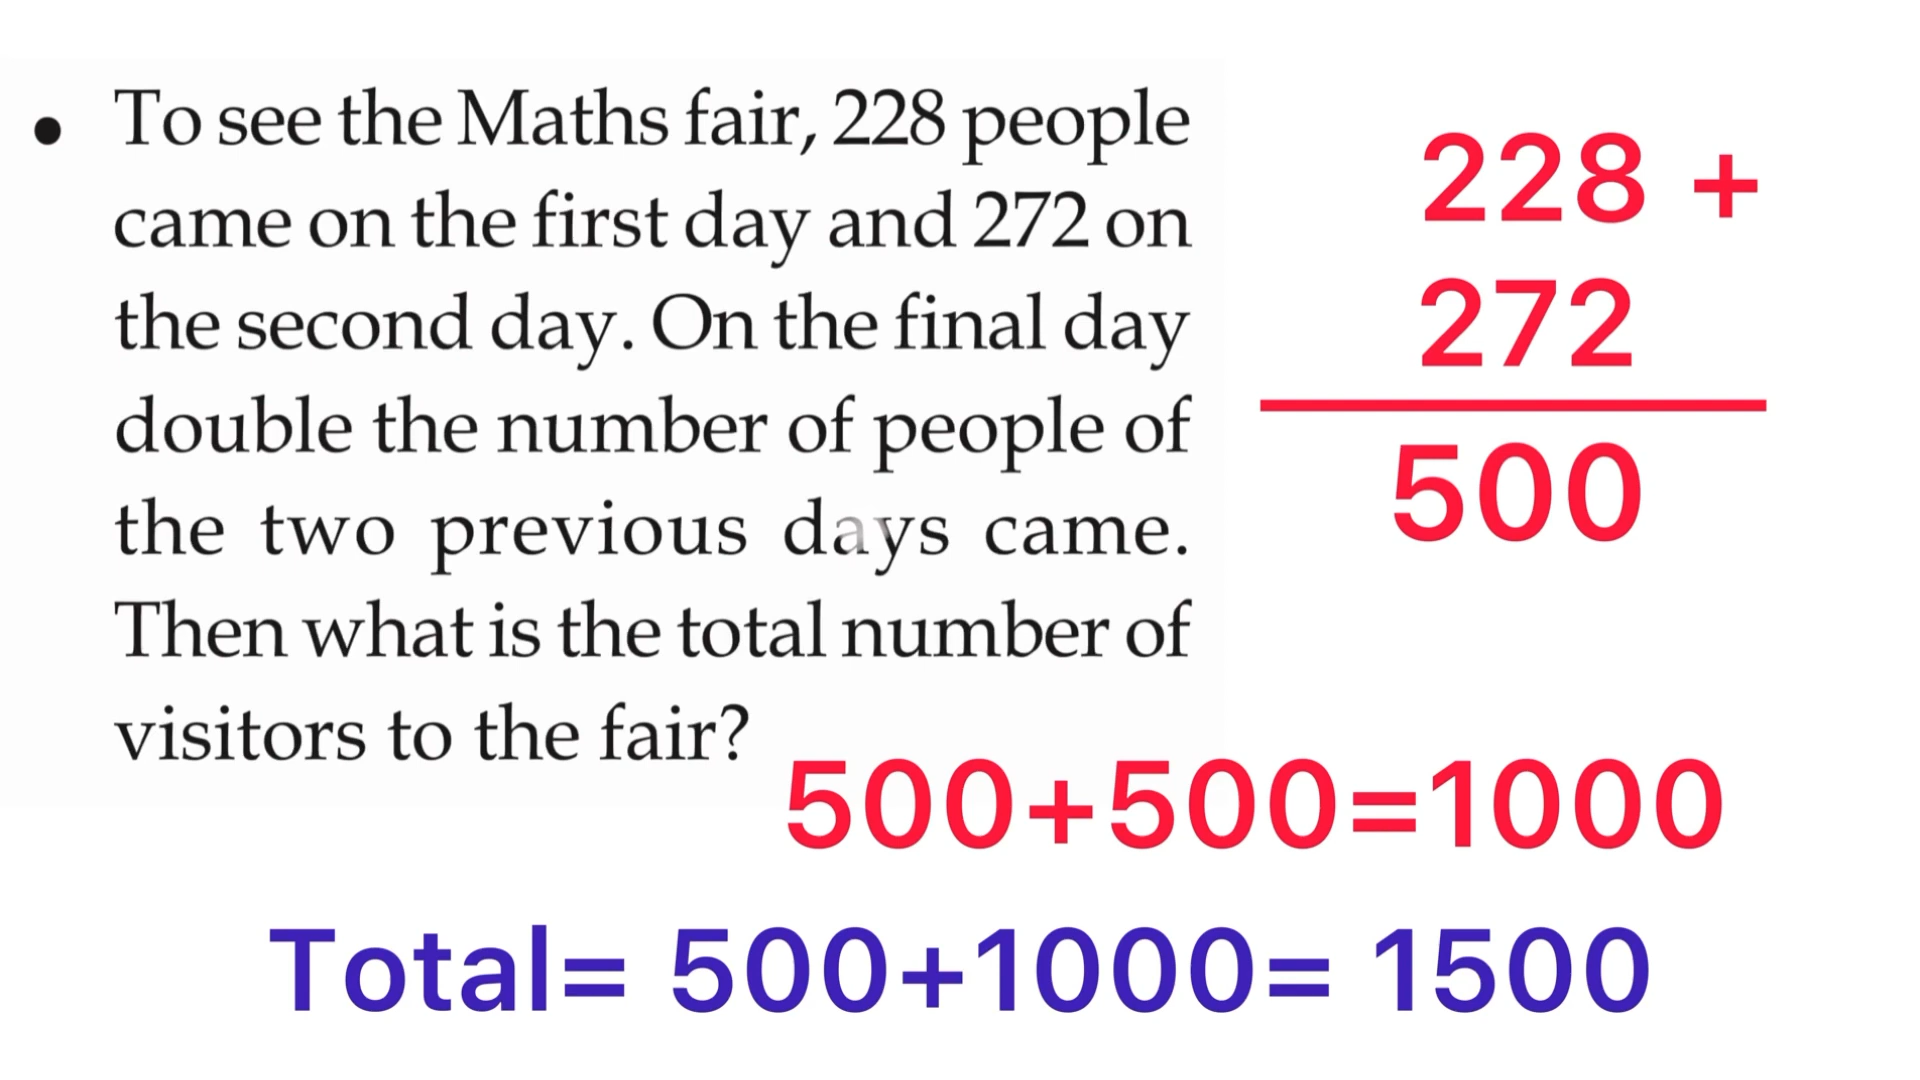 • To see the Maths fair, 228 people
came on the first day and 272 on
the second day. On the final day
double the number of people of
the two previous days came.
Then what is the total number of
visitors to the fair?
228 +
272
500
500+500=1000
Total= 500+1000= 1500